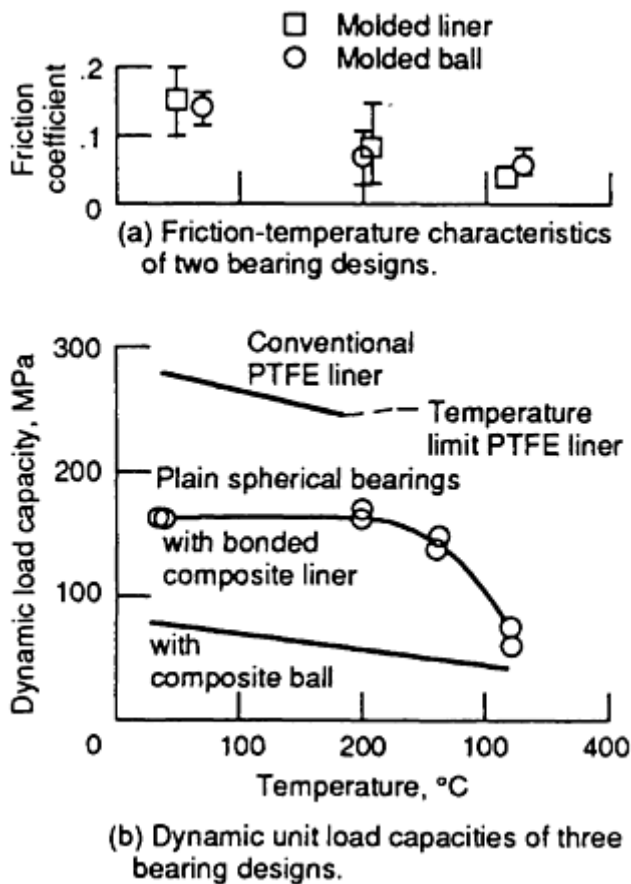 Molded liner
Molded ball
Friction
coefficient
.2
.1
0
(a) Friction-temperature characteristics
of two bearing designs.
Dynamic load capacity, MPa
300
200
100
0
Conventional
PTFE liner
Temperature
limit PTFE liner
Plain spherical bearings
with bonded
composite liner
with
composite ball
100
200
100
400
Temperature, °C
(b) Dynamic unit load capacities of three
bearing designs.